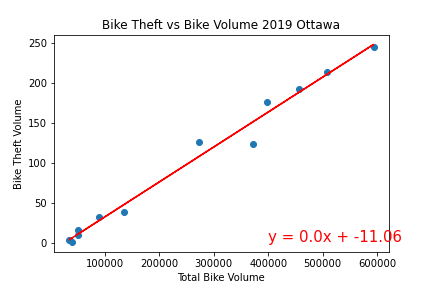 Bike Theft vs Bike Volume 2019 Ottawa
250
200
150
100
50
0
Bike Theft Volume
y = 0.0x + -11.06
100000 200000 300000 400000 500000 600000
Total Bike Volume